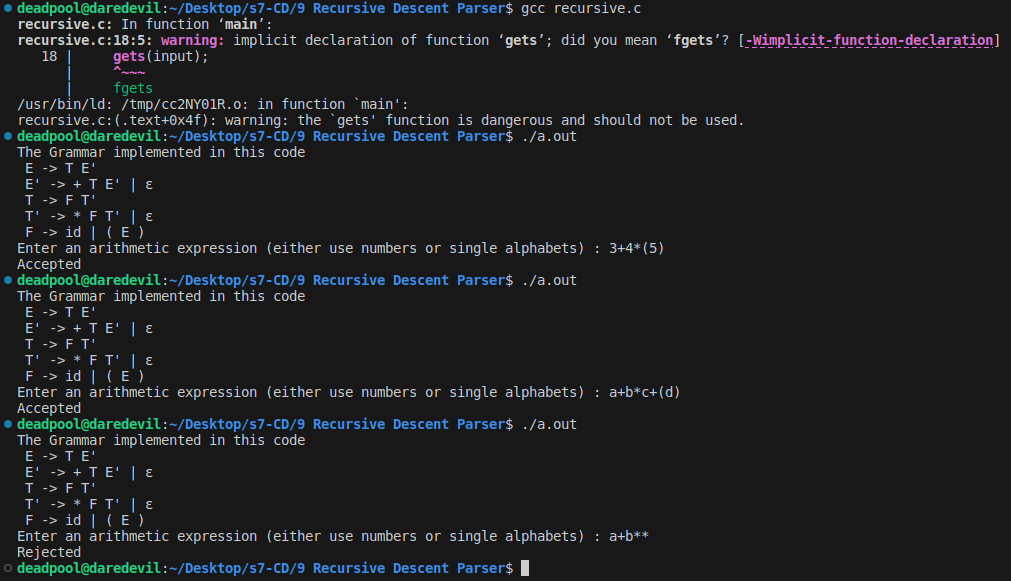 deadpool@daredevil:~/Desktop/s7-CD/9 Recursive Descent Parser$ gcc recursive.c
recursive.c: In function ‘main’:
recursive.c:18:5: warning: implicit declaration of function ‘gets’; did you mean ‘fgets’? [-Wimplicit-function-declaration]
   18 |     gets(input);
      |     ^~~~
      |     fgets
/usr/bin/ld: /tmp/cc2NY01R.o: in function `main':
recursive.c:(.text+0x4f): warning: the `gets' function is dangerous and should not be used.
deadpool@daredevil:~/Desktop/s7-CD/9 Recursive Descent Parser$ ./a.out
The Grammar implemented in this code
 E -> T E'
 E' -> + T E' | ε
 T -> F T'
 T' -> * F T' | ε
 F -> id | ( E )
Enter an arithmetic expression (either use numbers or single alphabets) : 3+4*(5)
Accepted
deadpool@daredevil:~/Desktop/s7-CD/9 Recursive Descent Parser$ ./a.out
The Grammar implemented in this code
 E -> T E'
 E' -> + T E' | ε
 T -> F T'
 T' -> * F T' | ε
 F -> id | ( E )
Enter an arithmetic expression (either use numbers or single alphabets) : a+b*c+(d)
Accepted
deadpool@daredevil:~/Desktop/s7-CD/9 Recursive Descent Parser$ ./a.out
The Grammar implemented in this code
 E -> T E'
 E' -> + T E' | ε
 T -> F T'
 T' -> * F T' | ε
 F -> id | ( E )
Enter an arithmetic expression (either use numbers or single alphabets) : a+b**
Rejected
deadpool@daredevil:~/Desktop/s7-CD/9 Recursive Descent Parser$